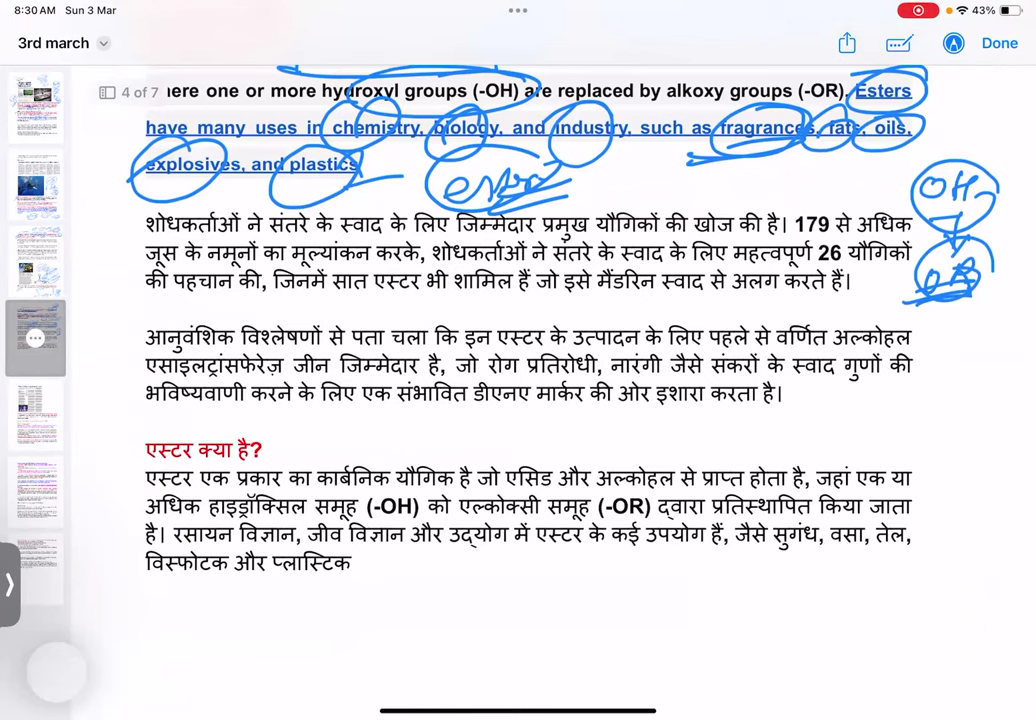 8:30 AM Sun 3 Mar
43%
3rd march
Done
4 of 7
ere one or more hydroxyl groups (-OH) are replaced by alkoxy groups (-OR). Esters
have many uses in chemistry, biology, and industry, such as fragrances, fats, oils,
explosives, and plastics
OH
OR
शोधकर्ताओं ने संतरे के स्वाद के लिए जिम्मेदार प्रमुख यौगिकों की खोज की है। 179 से अधिक
जूस के नमूनों का मूल्यांकन करके, शोधकर्ताओं ने संतरे के स्वाद के लिए महत्वपूर्ण 26 यौगिकों
की पहचान की, जिनमें सात एस्टर भी शामिल हैं जो इसे मैंडरिन स्वाद से अलग करते हैं।
आनुवंशिक विश्लेषणों से पता चला कि इन एस्टर के उत्पादन के लिए पहले से वर्णित अल्कोहल
एसाइलट्रांसफेरेज़ जीन जिम्मेदार है, जो रोग प्रतिरोधी, नारंगी जैसे संकरों के स्वाद गुणों की
भविष्यवाणी करने के लिए एक संभावित डीएनए मार्कर की ओर इशारा करता है।
एस्टर क्या है?
एस्टर एक प्रकार का कार्बनिक यौगिक है जो एसिड और अल्कोहल से प्राप्त होता है, जहां एक या
अधिक हाइड्रॉक्सिल समूह (-OH) को एल्कोक्सी समूह (-OR) द्वारा प्रतिस्थापित किया जाता
है। रसायन विज्ञान, जीव विज्ञान और उद्योग में एस्टर के कई उपयोग हैं, जैसे सुगंध, वसा, तेल,
विस्फोटक और प्लास्टिक